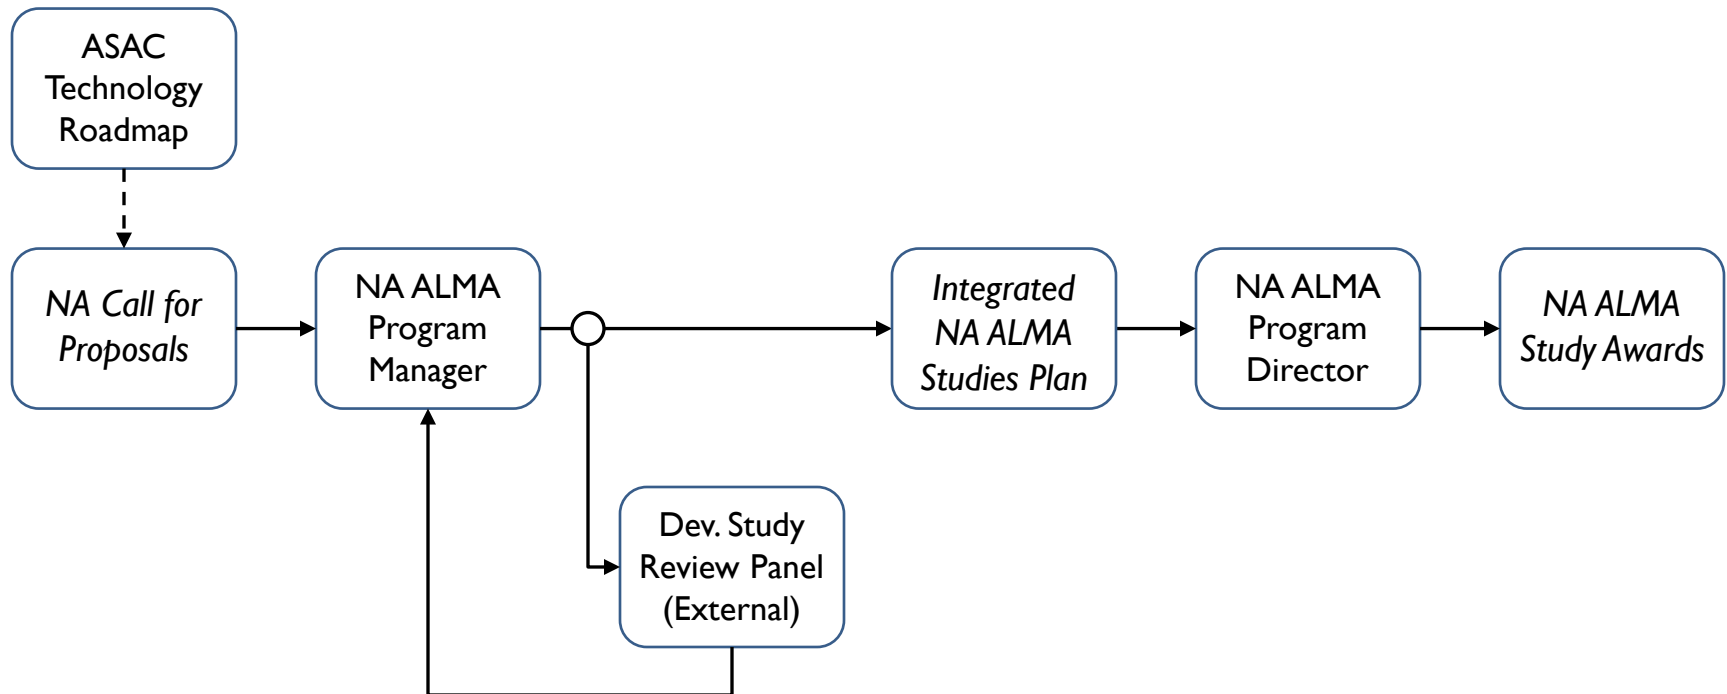 ASAC
Technology
Roadmap
NA Call for
Proposals
NA ALMA
Program
Manager
Integrated
NA ALMA
Studies Plan
NA ALMA
Program
Director
NA ALMA
Study Awards
Dev. Study
Review Panel
(External)